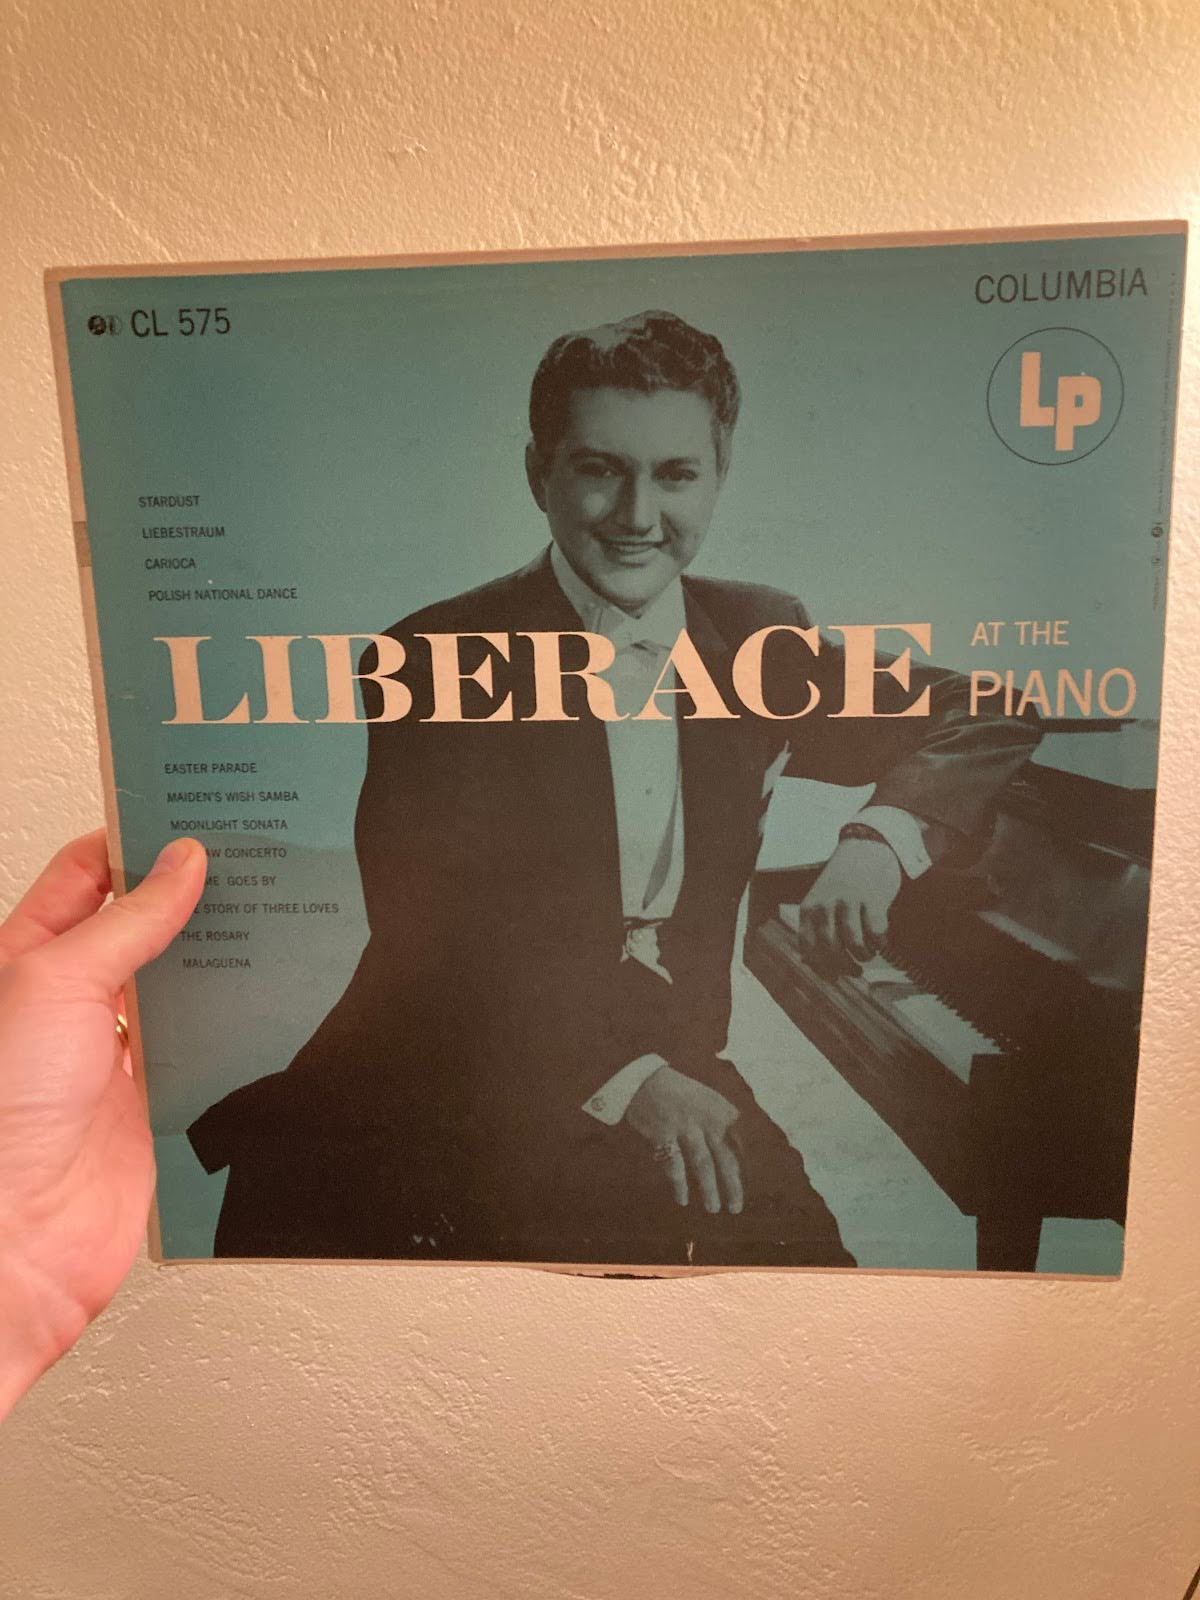 CL 575
COLUMBIA
LP
STARDUST
LIEBESTRAUM
CARIOCA
POLISH NATIONAL DANCE
LIBERACE AT THE
PIANO
EASTER PARADE
MAIDEN'S WISH SAMBA
MOONLIGHT SONATA
CONCERTO
GOES BY
STORY OF THREE LOVES
THE ROSARY
MALAGUENA